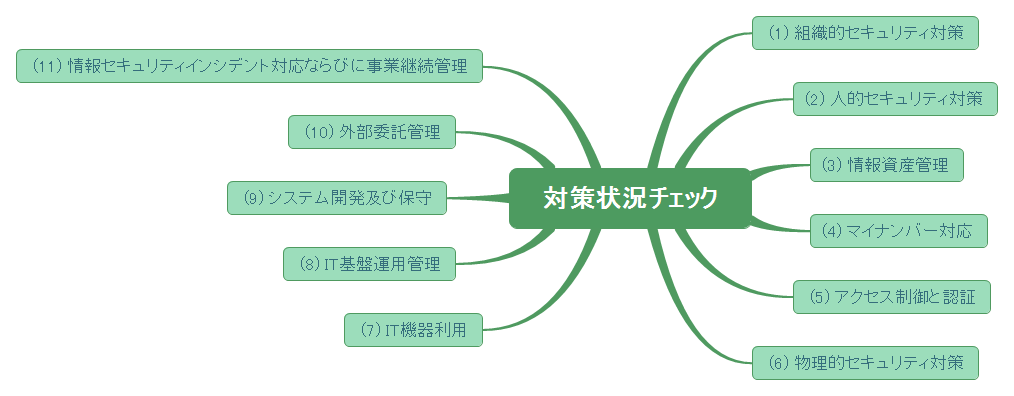 対策状況チェック
(1) 組織的セキュリティ対策
(2) 人的セキュリティ対策
(3) 情報資産管理
(4) マイナンバー対応
(5) アクセス制御と認証
(6) 物理的セキュリティ対策
(7) IT機器利用
(8) IT基盤運用管理
(9) システム開発及び保守
(10) 外部委託管理
(11) 情報セキュリティインシデント対応ならびに事業継続管理